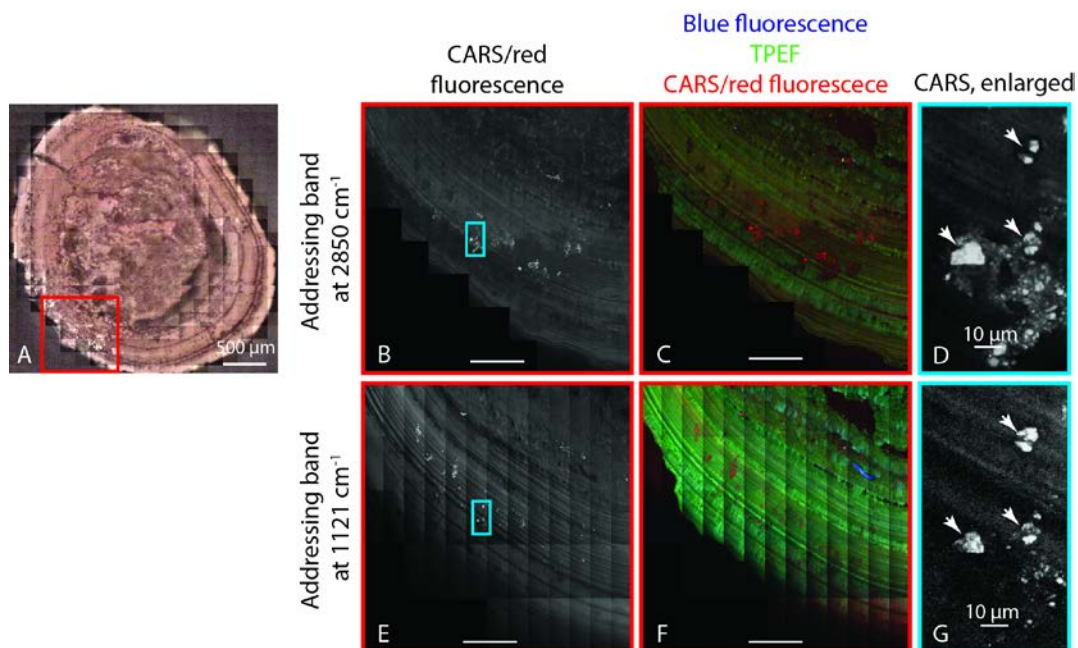 Blue fluorescence
CARS/red
fluorescence
TPEF
CARS/red fluorescece
CARS, enlarged
Addressing band
at 2850 cm-1
A
500 µm
B
C
D
10 µm
Addressing band
at 1121 cm-1
E
F
G
10 µm